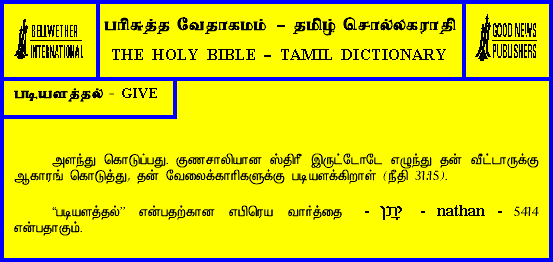 BELLWETHER
INTERNATIONAL
பரிசுத்த வேதாகமம் – தமிழ் சொல்லகராதி
THE HOLY BIBLE – TAMIL DICTIONARY
GOOD NEWS
PUBLISHERS
படியளத்தல் - GIVE
அளந்து கொடுப்பது. குணசாலியான ஸ்திரீ இருட்டோடே எழுந்து தன் வீட்டாருக்கு
ஆகாரங் கொடுத்து, தன் வேலைக்காரிகளுக்கு படியளக்கிறாள் (நீதி 31:15).
“படியளத்தல்” என்பதற்கான எபிரெய வார்த்தை - נָתַן - nathan - 5414
என்பதாகும்.